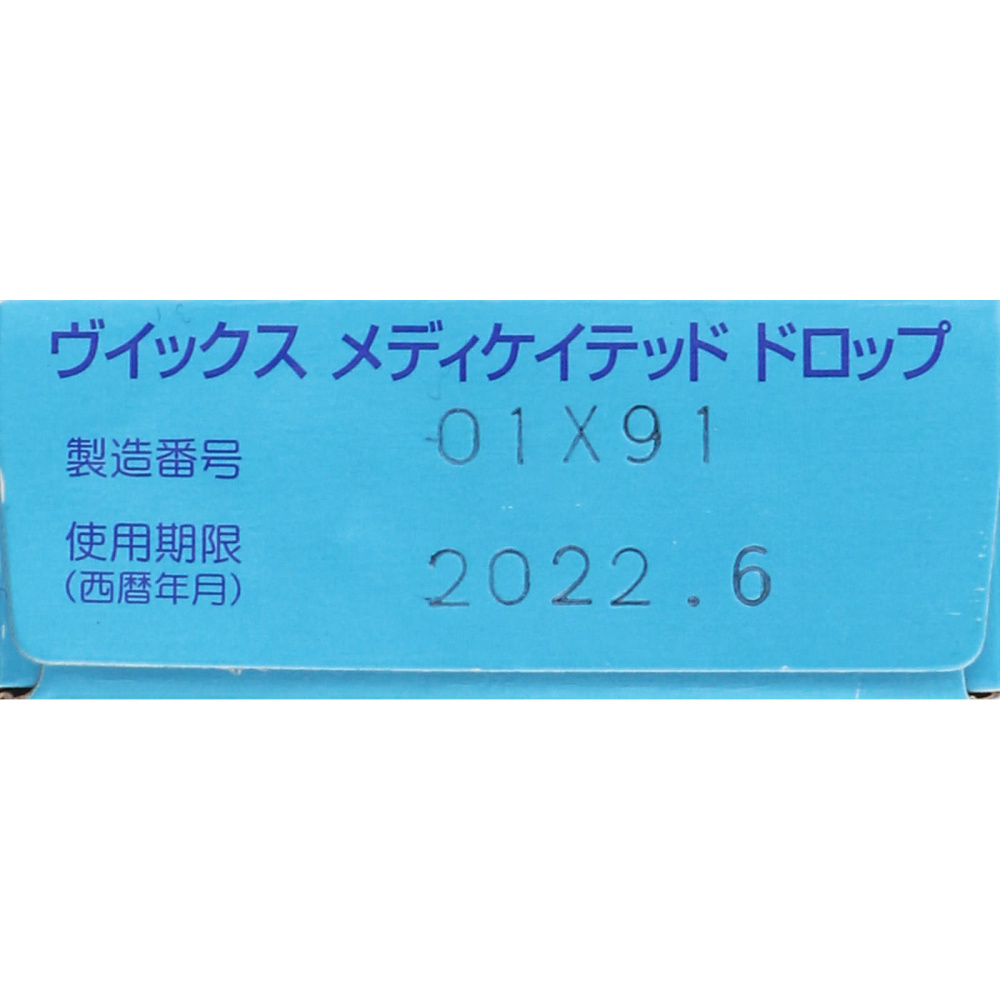 ヴイックス メディケイテッド ドロップ
製造番号 01X91
使用期限 2022.6
(西暦年月)